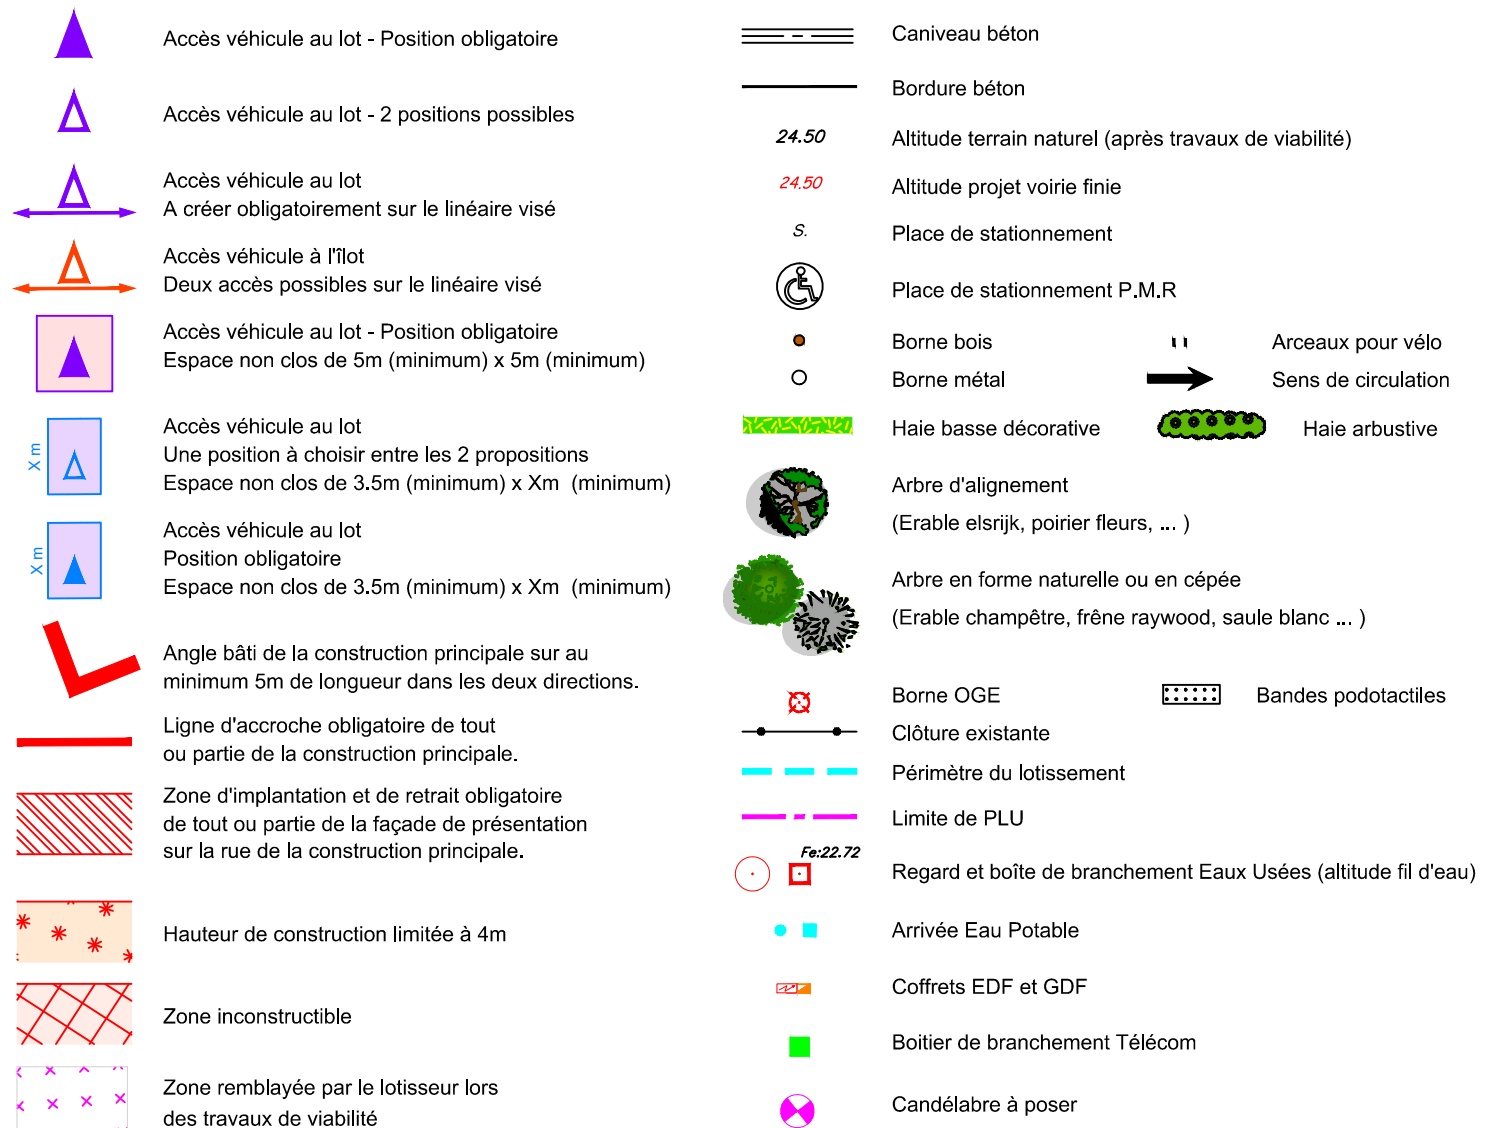 Accès véhicule au lot - Position obligatoire
Accès véhicule au lot - 2 positions possibles
Accès véhicule au lot
A créer obligatoirement sur le linéaire visé
Accès véhicule à l'îlot
Deux accès possibles sur le linéaire visé
Accès véhicule au lot - Position obligatoire
Espace non clos de 5m (minimum) x 5m (minimum)
X m
Accès véhicule au lot
Une position à choisir entre les 2 propositions
Espace non clos de 3.5m (minimum) x Xm (minimum)
X m
Accès véhicule au lot
Position obligatoire
Espace non clos de 3.5m (minimum) x Xm (minimum)
Angle bâti de la construction principale sur au
minimum 5m de longueur dans les deux directions.
Ligne d'accroche obligatoire de tout
ou partie de la construction principale.
Zone d'implantation et de retrait obligatoire
de tout ou partie de la façade de présentation
sur la rue de la construction principale.
Hauteur de construction limitée à 4m
Zone inconstructible
Zone remblayée par le lotisseur lors
des travaux de viabilité
Caniveau béton
Bordure béton
24.50 Altitude terrain naturel (après travaux de viabilité)
24.50 Altitude projet voirie finie
S. Place de stationnement
Place de stationnement P.M.R
Borne bois
Arceaux pour vélo
Borne métal
Sens de circulation
Haie basse décorative
Haie arbustive
Arbre d'alignement
(Erable elsrijk, poirier fleurs, ... )
Arbre en forme naturelle ou en cépée
(Erable champêtre, frêne raywood, saule blanc ... )
Borne OGE
Bandes podotactiles
Clôture existante
Périmètre du lotissement
Limite de PLU
Fe:22.72
Regard et boîte de branchement Eaux Usées (altitude fil d'eau)
Arrivée Eau Potable
Coffrets EDF et GDF
Boitier de branchement Télécom
Candélabre à poser